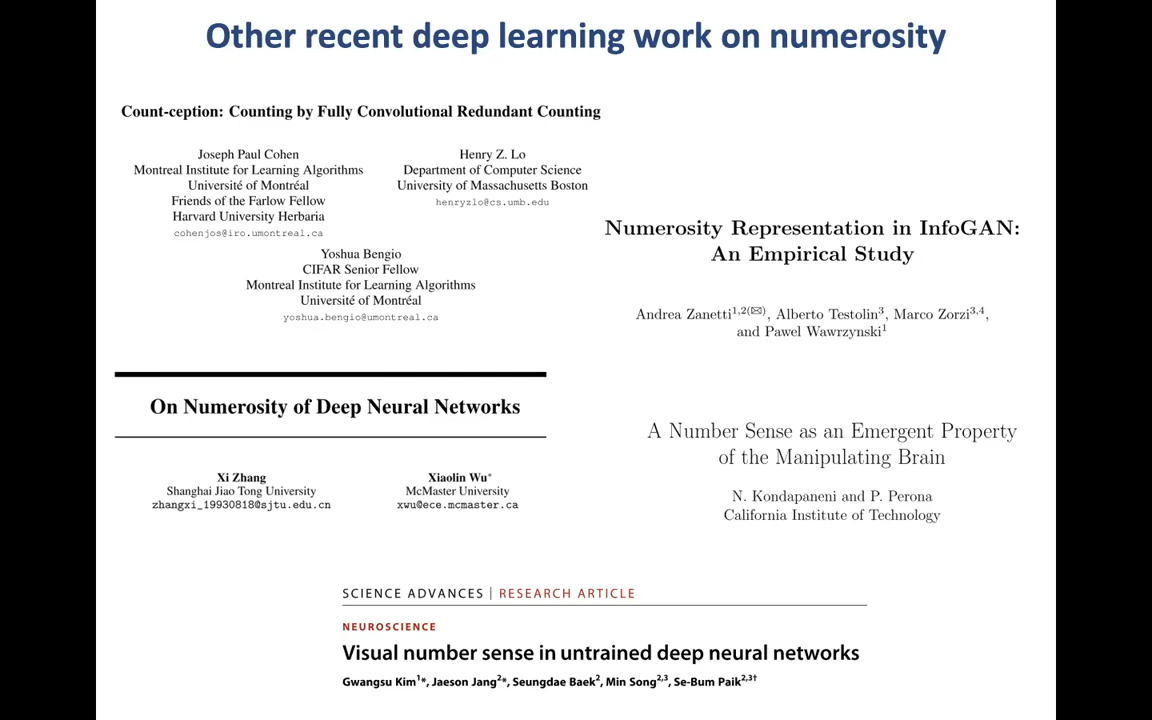 Other recent deep learning work on numerosity
Count-ception: Counting by Fully Convolutional Redundant Counting
Joseph Paul Cohen
Montreal Institute for Learning Algorithms
Université de Montréal
Friends of the Farlow Fellow
Harvard University Herbaria
cohenjos@iro.umontreal.ca
Henry Z. Lo
Department of Computer Science
University of Massachusetts Boston
henryzlo@cs.umb.edu
Yoshua Bengio
CIFAR Senior Fellow
Montreal Institute for Learning Algorithms
Université de Montréal
yoshua.bengio@umontreal.ca
Numerosity Representation in InfoGAN:
An Empirical Study
Andrea Zanetti1,2(✉), Alberto Testolin3, Marco Zorzi3,4,
and Pawel Wawrzynski1
On Numerosity of Deep Neural Networks
Xi Zhang
Shanghai Jiao Tong University
zhangxi_19930818@sjtu.edu.cn
Xiaolin Wu*
McMaster University
xwu@ece.mcmaster.ca
A Number Sense as an Emergent Property
of the Manipulating Brain
N. Kondapaneni and P. Perona
California Institute of Technology
SCIENCE ADVANCES | RESEARCH ARTICLE
NEUROSCIENCE
Visual number sense in untrained deep neural networks
Gwangsu Kim1*, Jaeson Jang2*, Seungdae Baek2, Min Song2,3, Se-Bum Paik2,3†